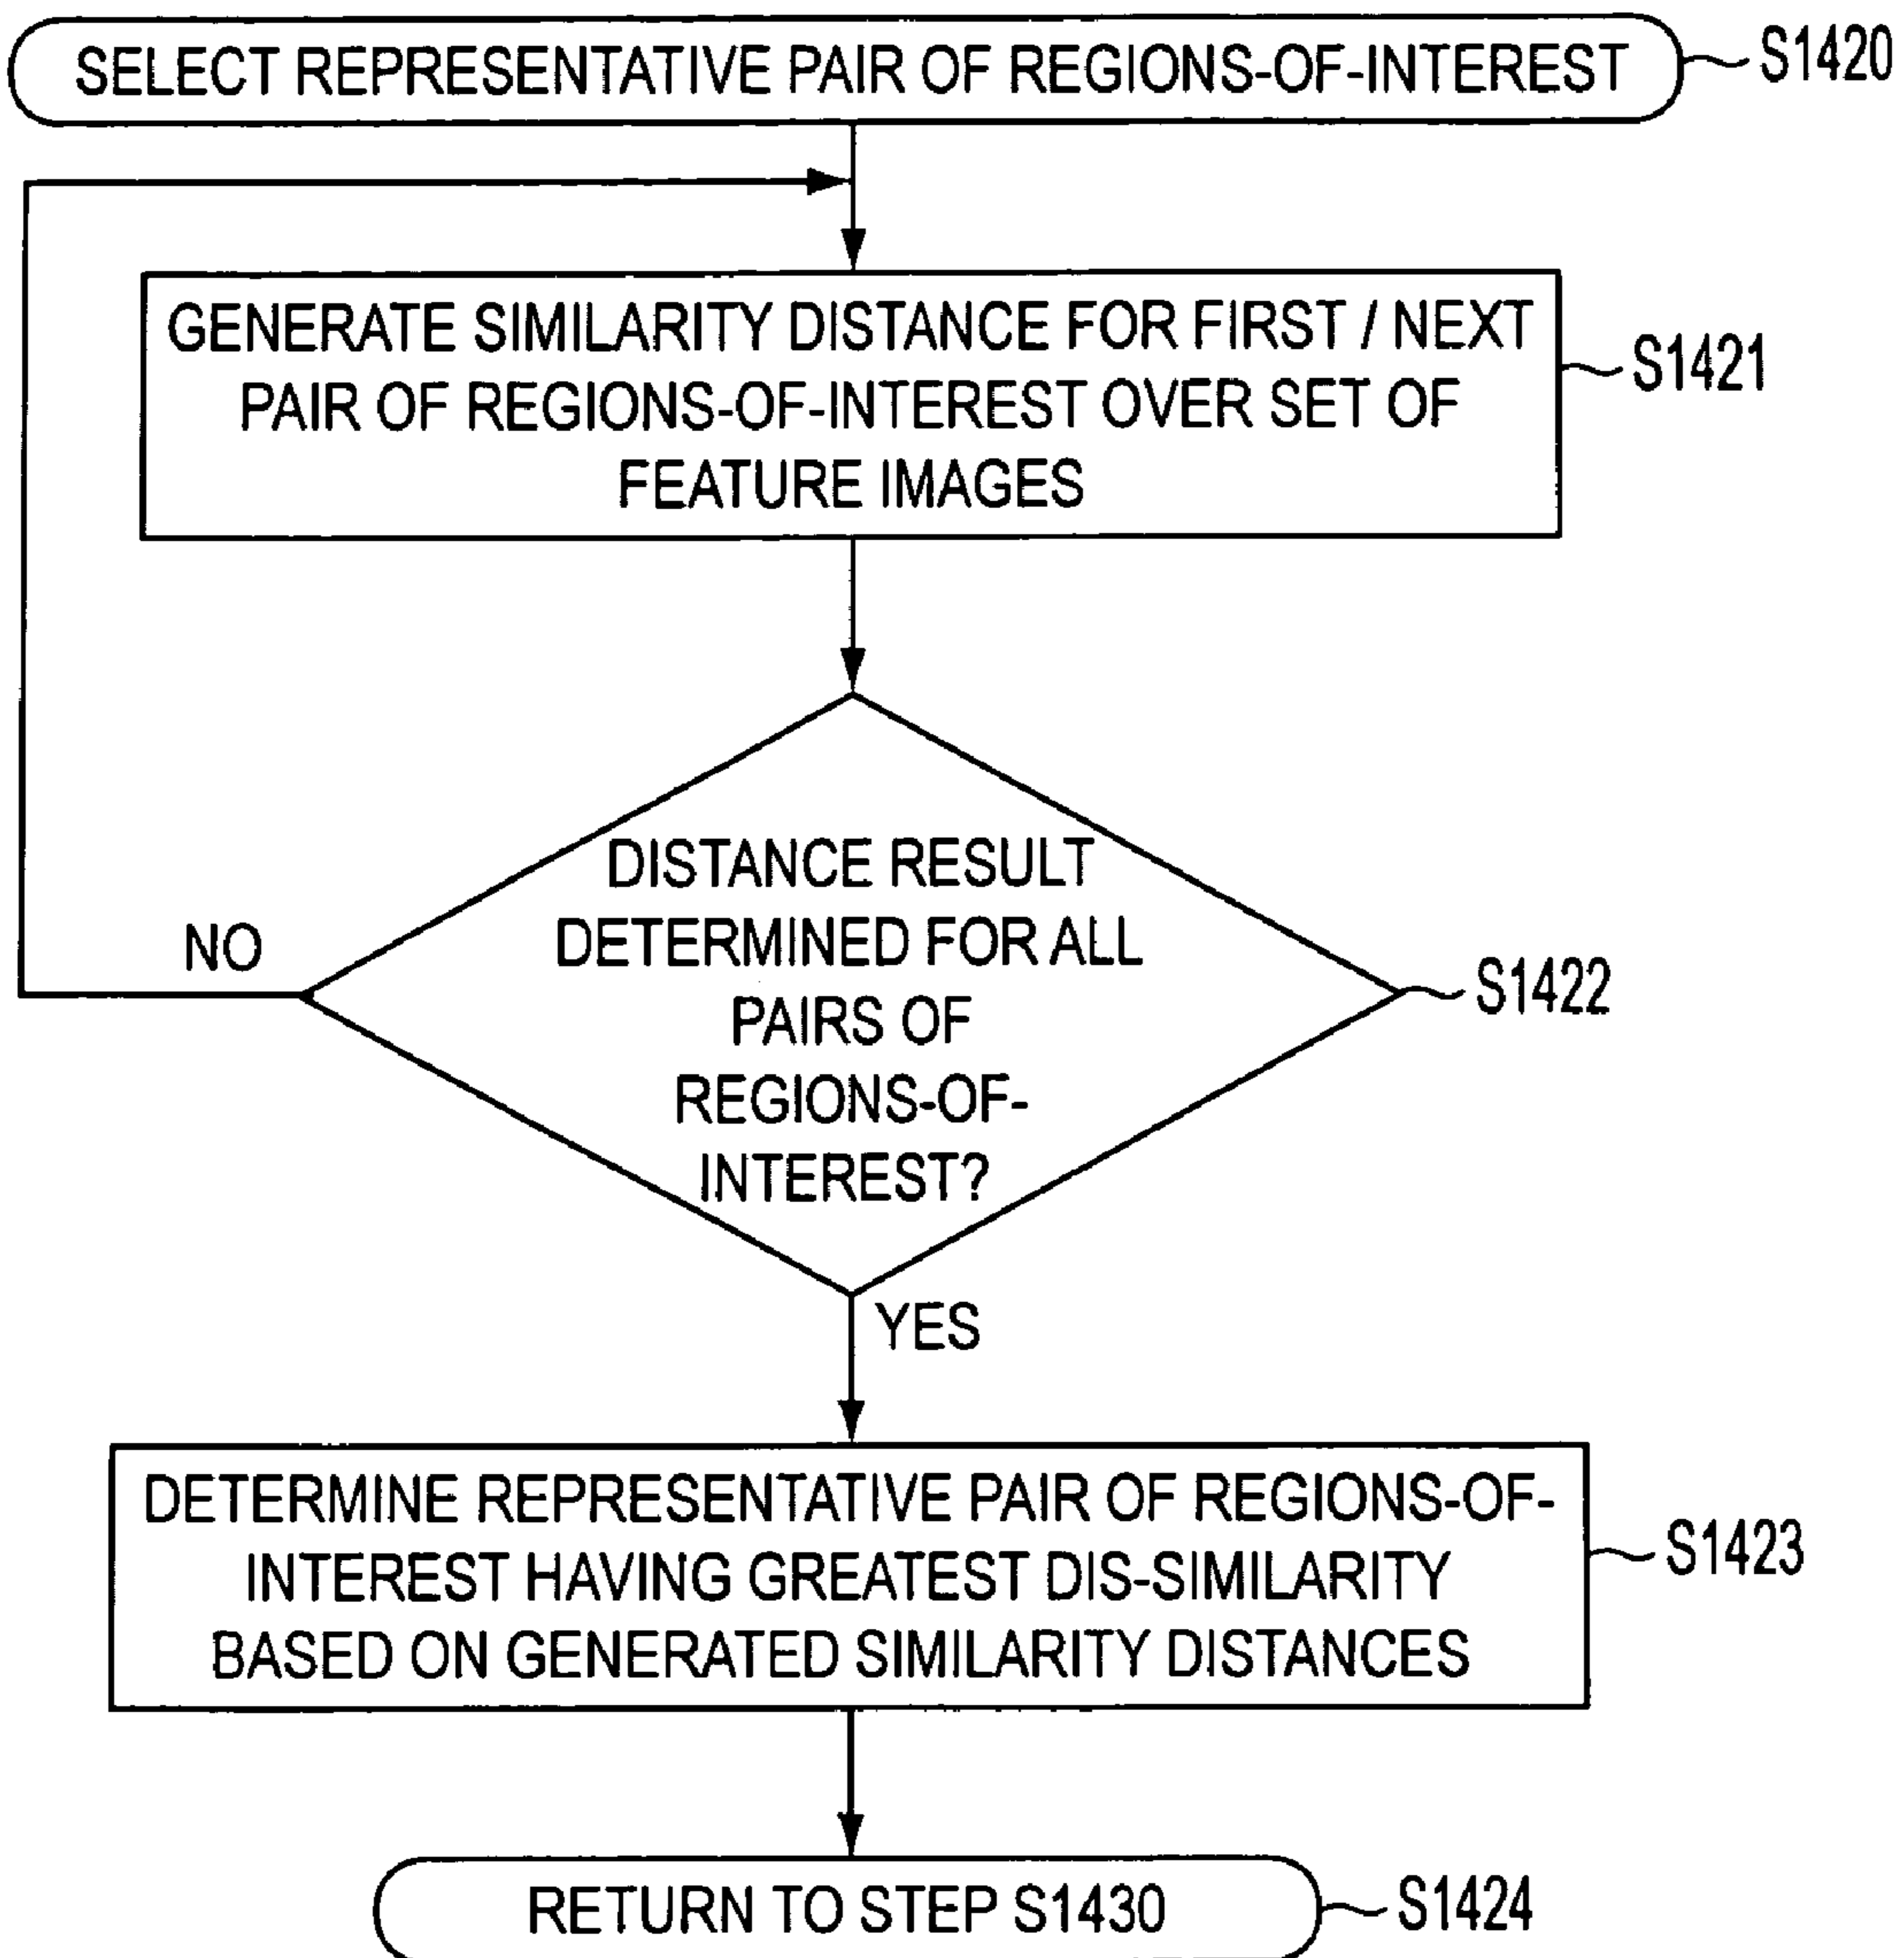 SELECT REPRESENTATIVE PAIR OF REGIONS-OF-INTEREST
S1420
GENERATE SIMILARITY DISTANCE FOR FIRST / NEXT
PAIR OF REGIONS-OF-INTEREST OVER SET OF
FEATURE IMAGES
S1421
DISTANCE RESULT
DETERMINED FOR ALL
PAIRS OF
REGIONS-OF-
INTEREST?
NO
S1422
YES
DETERMINE REPRESENTATIVE PAIR OF REGIONS-OF-
INTEREST HAVING GREATEST DIS-SIMILARITY
BASED ON GENERATED SIMILARITY DISTANCES
S1423
RETURN TO STEP S1430
S1424